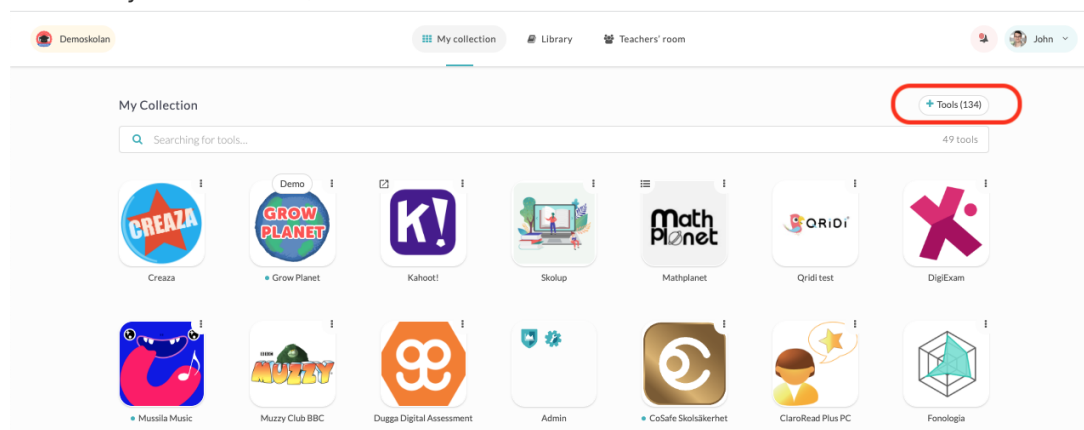 Demoskolan
My collection
Library
Teachers' room
John
My Collection
+ Tools (134)
Searching for tools...
49 tools
CREAZA
Demo
GROW PLANET
K!
Math Planet
QRIDI
Creaza
Grow Planet
Kahoot!
Skolup
Mathplanet
Qridi test
DigiExam
MUZZY
Mussila Music
Muzzy Club BBC
Dugga Digital Assessment
Admin
CoSafe Skolsäkerhet
ClaroRead Plus PC
Fonologia